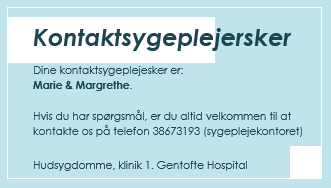 Kontaktsygeplejersker
Dine kontaktsygeplejesker er:
Marie & Margrethe.
Hvis du har spørgsmål, er du altid velkommen til at
kontakte os på telefon 38673193 (sygeplejekontoret)
Hudsygdomme, klinik 1. Gentofte Hospital